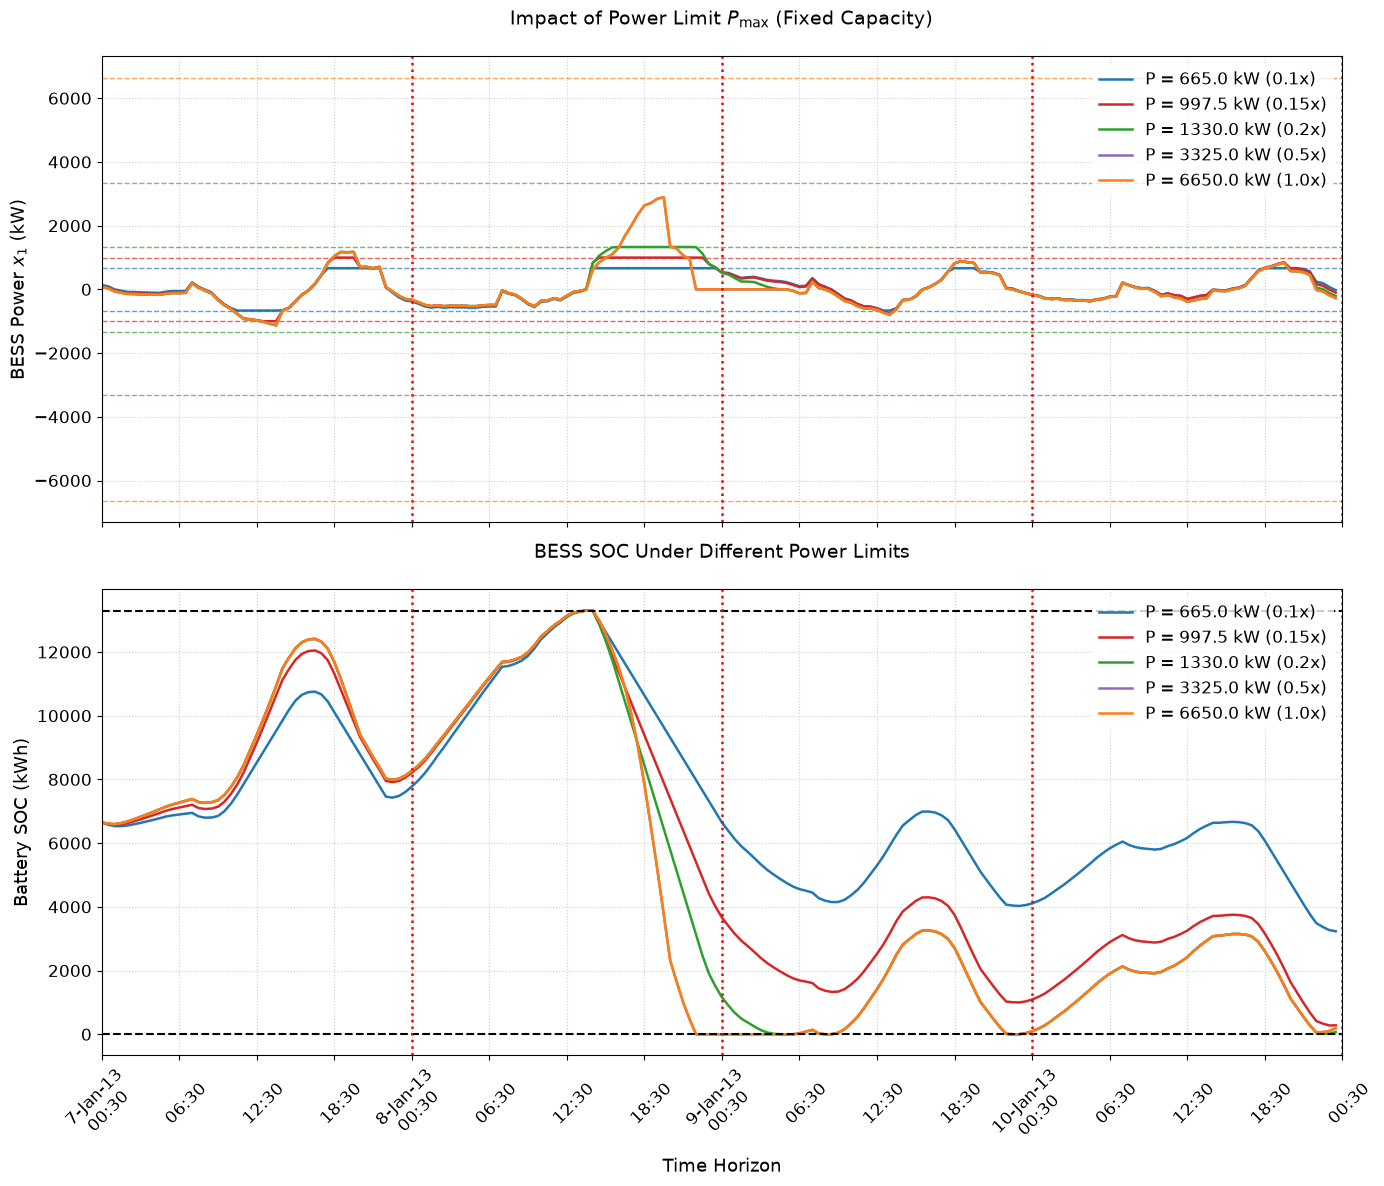 Impact of Power Limit P_max (Fixed Capacity)
BESS Power x_1 (kW)
6000
4000
2000
0
−2000
−4000
−6000
P = 665.0 kW (0.1x)
P = 997.5 kW (0.15x)
P = 1330.0 kW (0.2x)
P = 3325.0 kW (0.5x)
P = 6650.0 kW (1.0x)
BESS SOC Under Different Power Limits
Battery SOC (kWh)
12000
10000
8000
6000
4000
2000
0
P = 665.0 kW (0.1x)
P = 997.5 kW (0.15x)
P = 1330.0 kW (0.2x)
P = 3325.0 kW (0.5x)
P = 6650.0 kW (1.0x)
7-Jan-13
00:30
06:30
12:30
18:30
8-Jan-13
00:30
06:30
12:30
18:30
9-Jan-13
00:30
06:30
12:30
18:30
10-Jan-13
00:30
06:30
12:30
18:30
00:30
Time Horizon